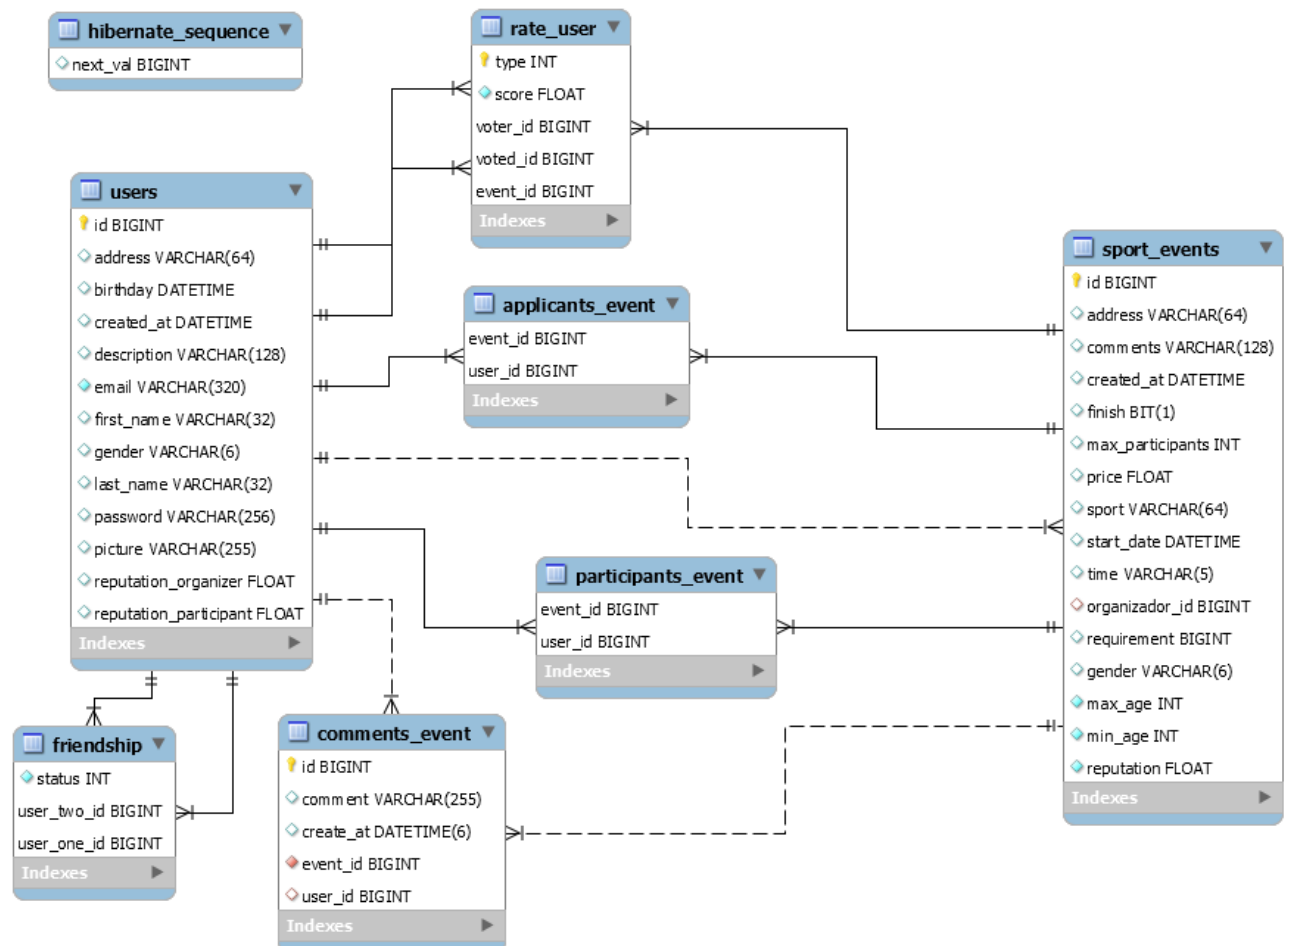 hibernate_sequence
next_val BIGINT
rate_user
type INT
score FLOAT
voter_id BIGINT
voted_id BIGINT
event_id BIGINT
Indexes
users
id BIGINT
address VARCHAR(64)
birthday DATETIME
created_at DATETIME
description VARCHAR(128)
email VARCHAR(320)
first_name VARCHAR(32)
gender VARCHAR(6)
last_name VARCHAR(32)
password VARCHAR(256)
picture VARCHAR(255)
reputation_organizer FLOAT
reputation_participant FLOAT
Indexes
applicants_event
event_id BIGINT
user_id BIGINT
Indexes
sport_events
id BIGINT
address VARCHAR(64)
comments VARCHAR(128)
created_at DATETIME
finish BIT(1)
max_participants INT
price FLOAT
sport VARCHAR(64)
start_date DATETIME
time VARCHAR(5)
organizador_id BIGINT
requirement BIGINT
gender VARCHAR(6)
max_age INT
min_age INT
reputation FLOAT
Indexes
participants_event
event_id BIGINT
user_id BIGINT
Indexes
friendship
status INT
user_two_id BIGINT
user_one_id BIGINT
Indexes
comments_event
id BIGINT
comment VARCHAR(255)
create_at DATETIME(6)
event_id BIGINT
user_id BIGINT
Indexes